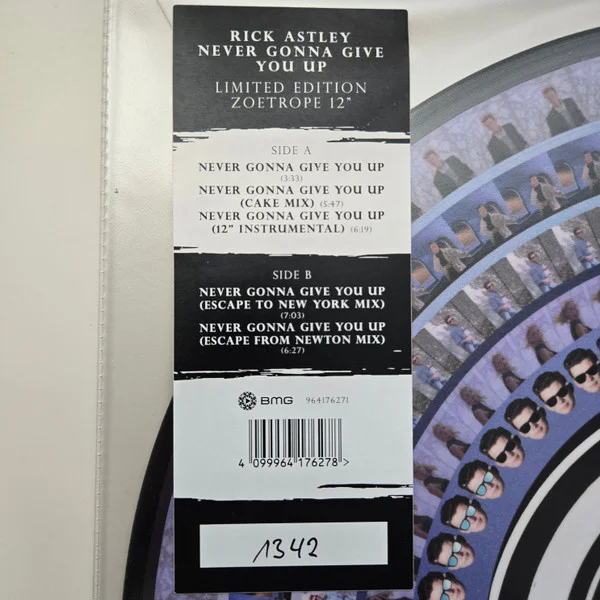 RICK ASTLEY
NEVER GONNA GIVE
YOU UP
LIMITED EDITION
ZOETROPE 12"
SIDE A
NEVER GONNA GIVE YOU UP
(3:33)
NEVER GONNA GIVE YOU UP
(CAKE MIX) (5:47)
NEVER GONNA GIVE YOU UP
(12" INSTRUMENTAL) (6:19)
SIDE B
NEVER GONNA GIVE YOU UP
(ESCAPE TO NEW YORK MIX)
(7:03)
NEVER GONNA GIVE YOU UP
(ESCAPE FROM NEWTON MIX)
(6:27)
BMG 964176271
4 099964 176278 >
1342